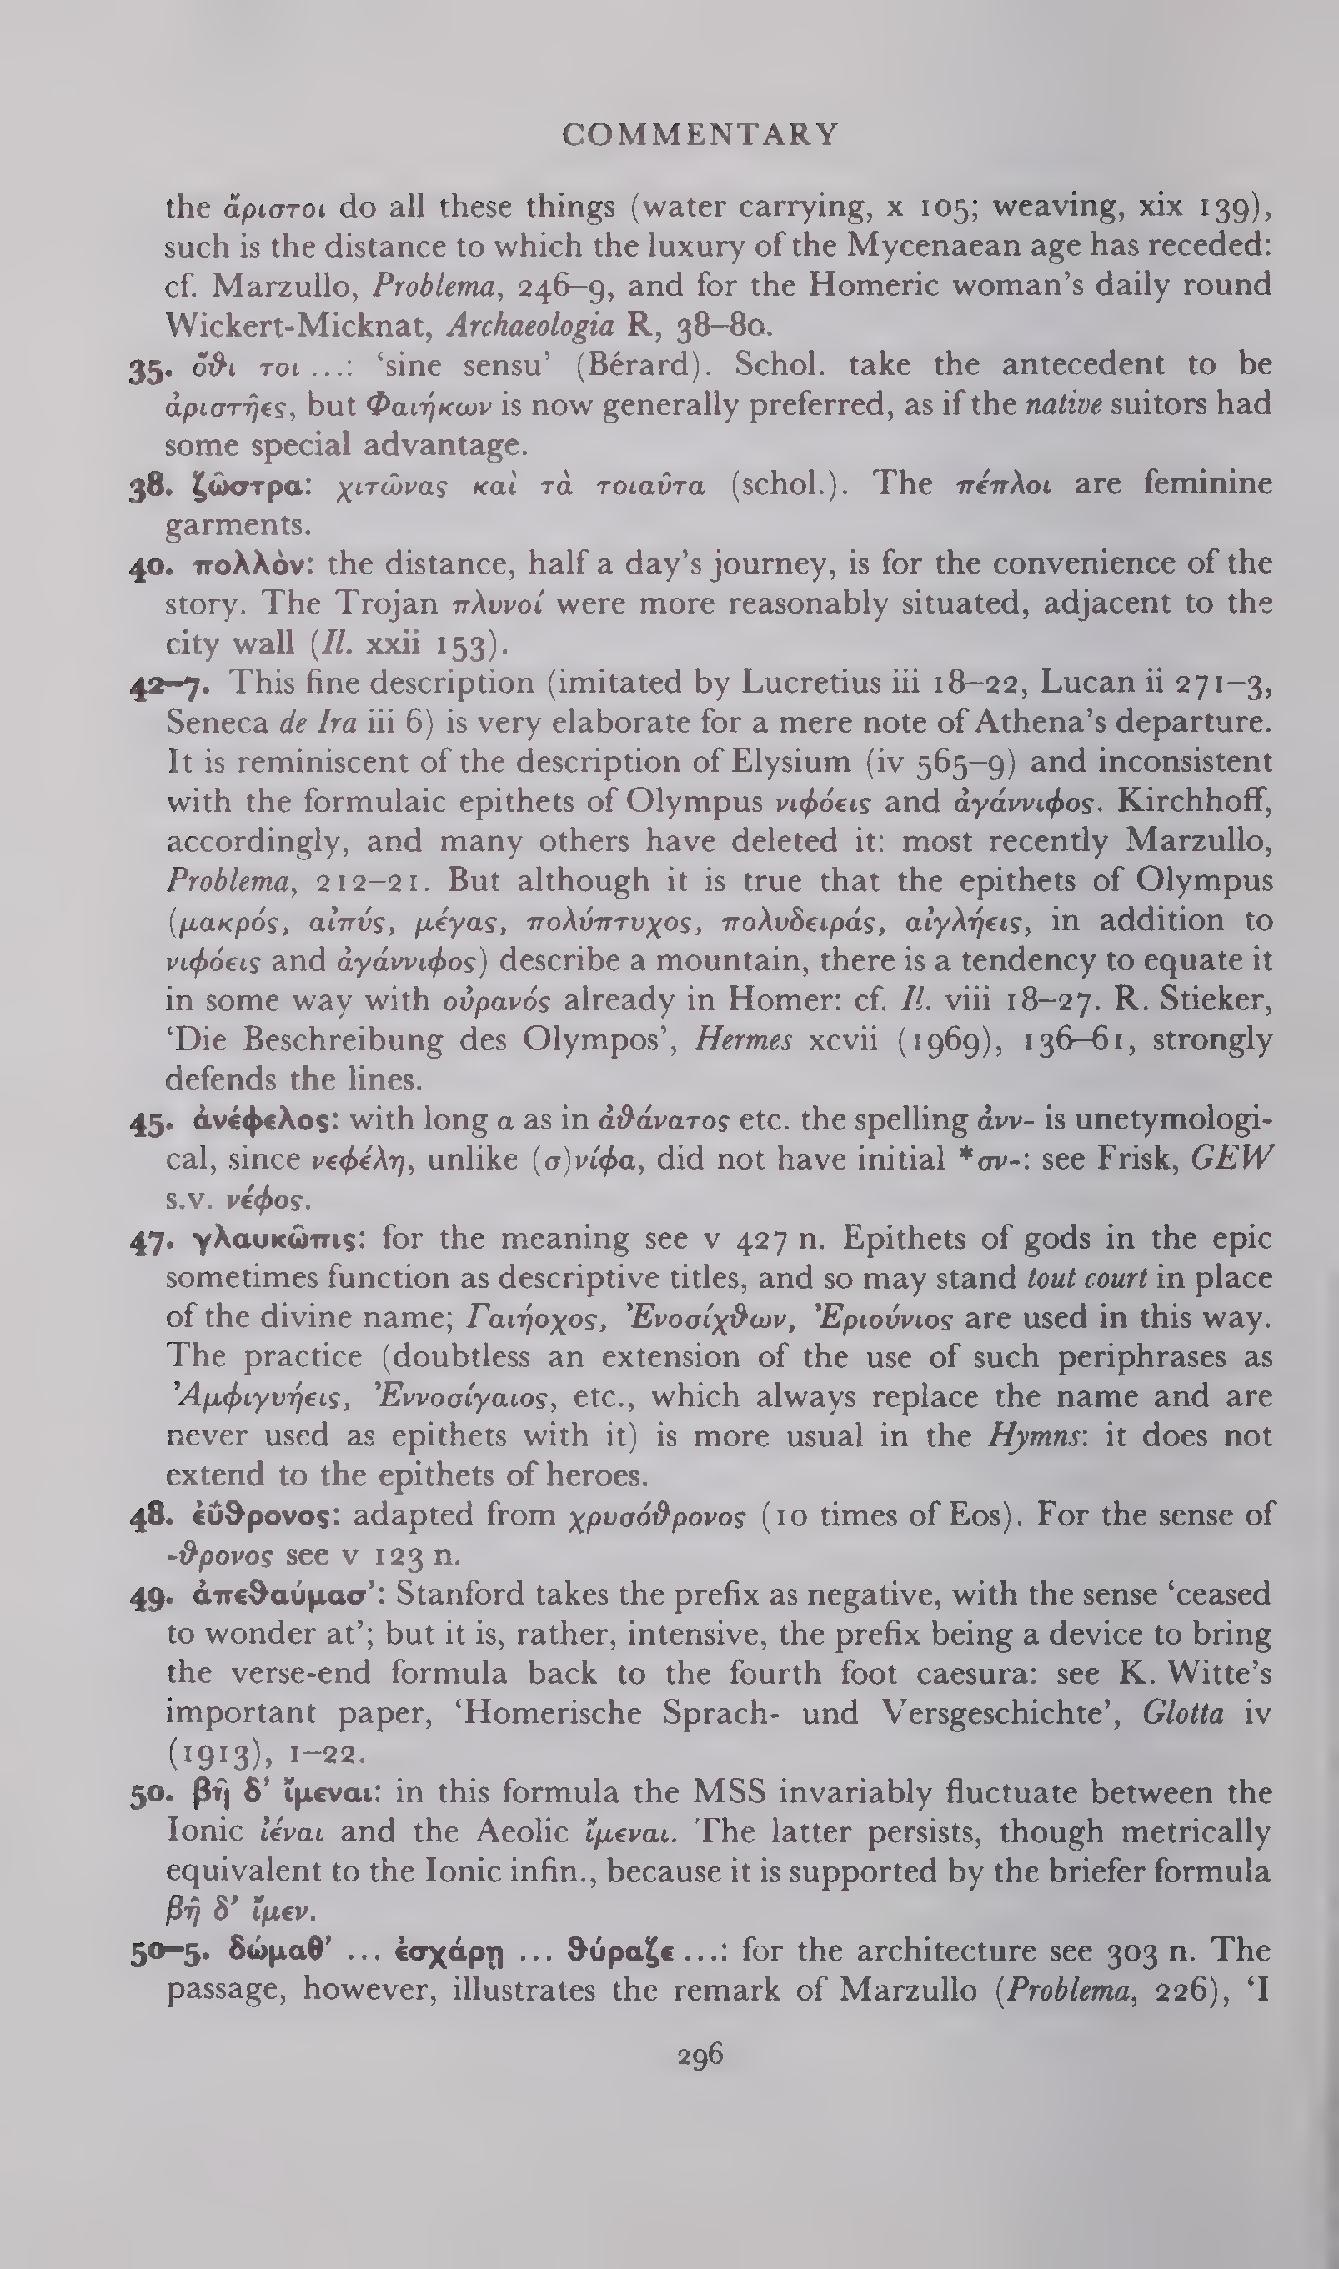 COMMENTARY
the ἄριστοι do all these things (water carrying, x 105; weaving, xix 139),
such is the distance to which the luxury of the Mycenaean age has receded:
cf. Marzullo, Problema, 246–9, and for the Homeric woman's daily round
Wickert-Micknat, Archaeologia R, 38–80.
35. ὅθι τοι ...: ‘sine sensu’ (Bérard). Schol. take the antecedent to be
ἀριστῆες, but Φαιήκων is now generally preferred, as if the native suitors had
some special advantage.
38. ζῶστρα: χιτῶνας καὶ τὰ τοιαῦτα (schol.). The πέπλοι are feminine
garments.
40. πολλὸν: the distance, half a day's journey, is for the convenience of the
story. The Trojan πλυνοί were more reasonably situated, adjacent to the
city wall (Il. xxii 153).
42–7. This fine description (imitated by Lucretius iii 18–22, Lucan ii 271–3,
Seneca de Ira iii 6) is very elaborate for a mere note of Athena's departure.
It is reminiscent of the description of Elysium (iv 565–9) and inconsistent
with the formulaic epithets of Olympus νιφόεις and ἀγάννιφος. Kirchhoff,
accordingly, and many others have deleted it: most recently Marzullo,
Problema, 212–21. But although it is true that the epithets of Olympus
(μακρός, αἰπύς, μέγας, πολύπτυχος, πολυδειράς, αἰγλήεις, in addition to
νιφόεις and ἀγάννιφος) describe a mountain, there is a tendency to equate it
in some way with οὐρανός already in Homer: cf. Il. viii 18–27. R. Stieker,
‘Die Beschreibung des Olympos’, Hermes xcvii (1969), 136–61, strongly
defends the lines.
45. ἀνέφελος: with long α as in ἀθάνατος etc. the spelling ἀνν- is unetymologi-
cal, since νεφέλη, unlike (σ)νίφα, did not have initial *σν-: see Frisk, GEW
s.v. νέφος.
47. γλαυκῶπις: for the meaning see v 427 n. Epithets of gods in the epic
sometimes function as descriptive titles, and so may stand tout court in place
of the divine name; Γαιήοχος, Ἐνοσίχθων, Ἐριούνιος are used in this way.
The practice (doubtless an extension of the use of such periphrases as
Ἀμφιγυήεις, Ἐννοσίγαιος, etc., which always replace the name and are
never used as epithets with it) is more usual in the Hymns: it does not
extend to the epithets of heroes.
48. ἐΰθρονος: adapted from χρυσόθρονος (10 times of Eos). For the sense of
-θρονος see v 123 n.
49. ἀπεθαύμασ’: Stanford takes the prefix as negative, with the sense ‘ceased
to wonder at’; but it is, rather, intensive, the prefix being a device to bring
the verse-end formula back to the fourth foot caesura: see K. Witte's
important paper, ‘Homerische Sprach- und Versgeschichte’, Glotta iv
(1913), 1–22.
50. βῆ δ’ ἴμεναι: in this formula the MSS invariably fluctuate between the
Ionic ἰέναι and the Aeolic ἴμεναι. The latter persists, though metrically
equivalent to the Ionic infin., because it is supported by the briefer formula
βῆ δ’ ἴμεν.
50–5. δώμαθ’ ... ἐσχάρῃ ... θύραζε ...: for the architecture see 303 n. The
passage, however, illustrates the remark of Marzullo (Problema, 226), ‘I
296